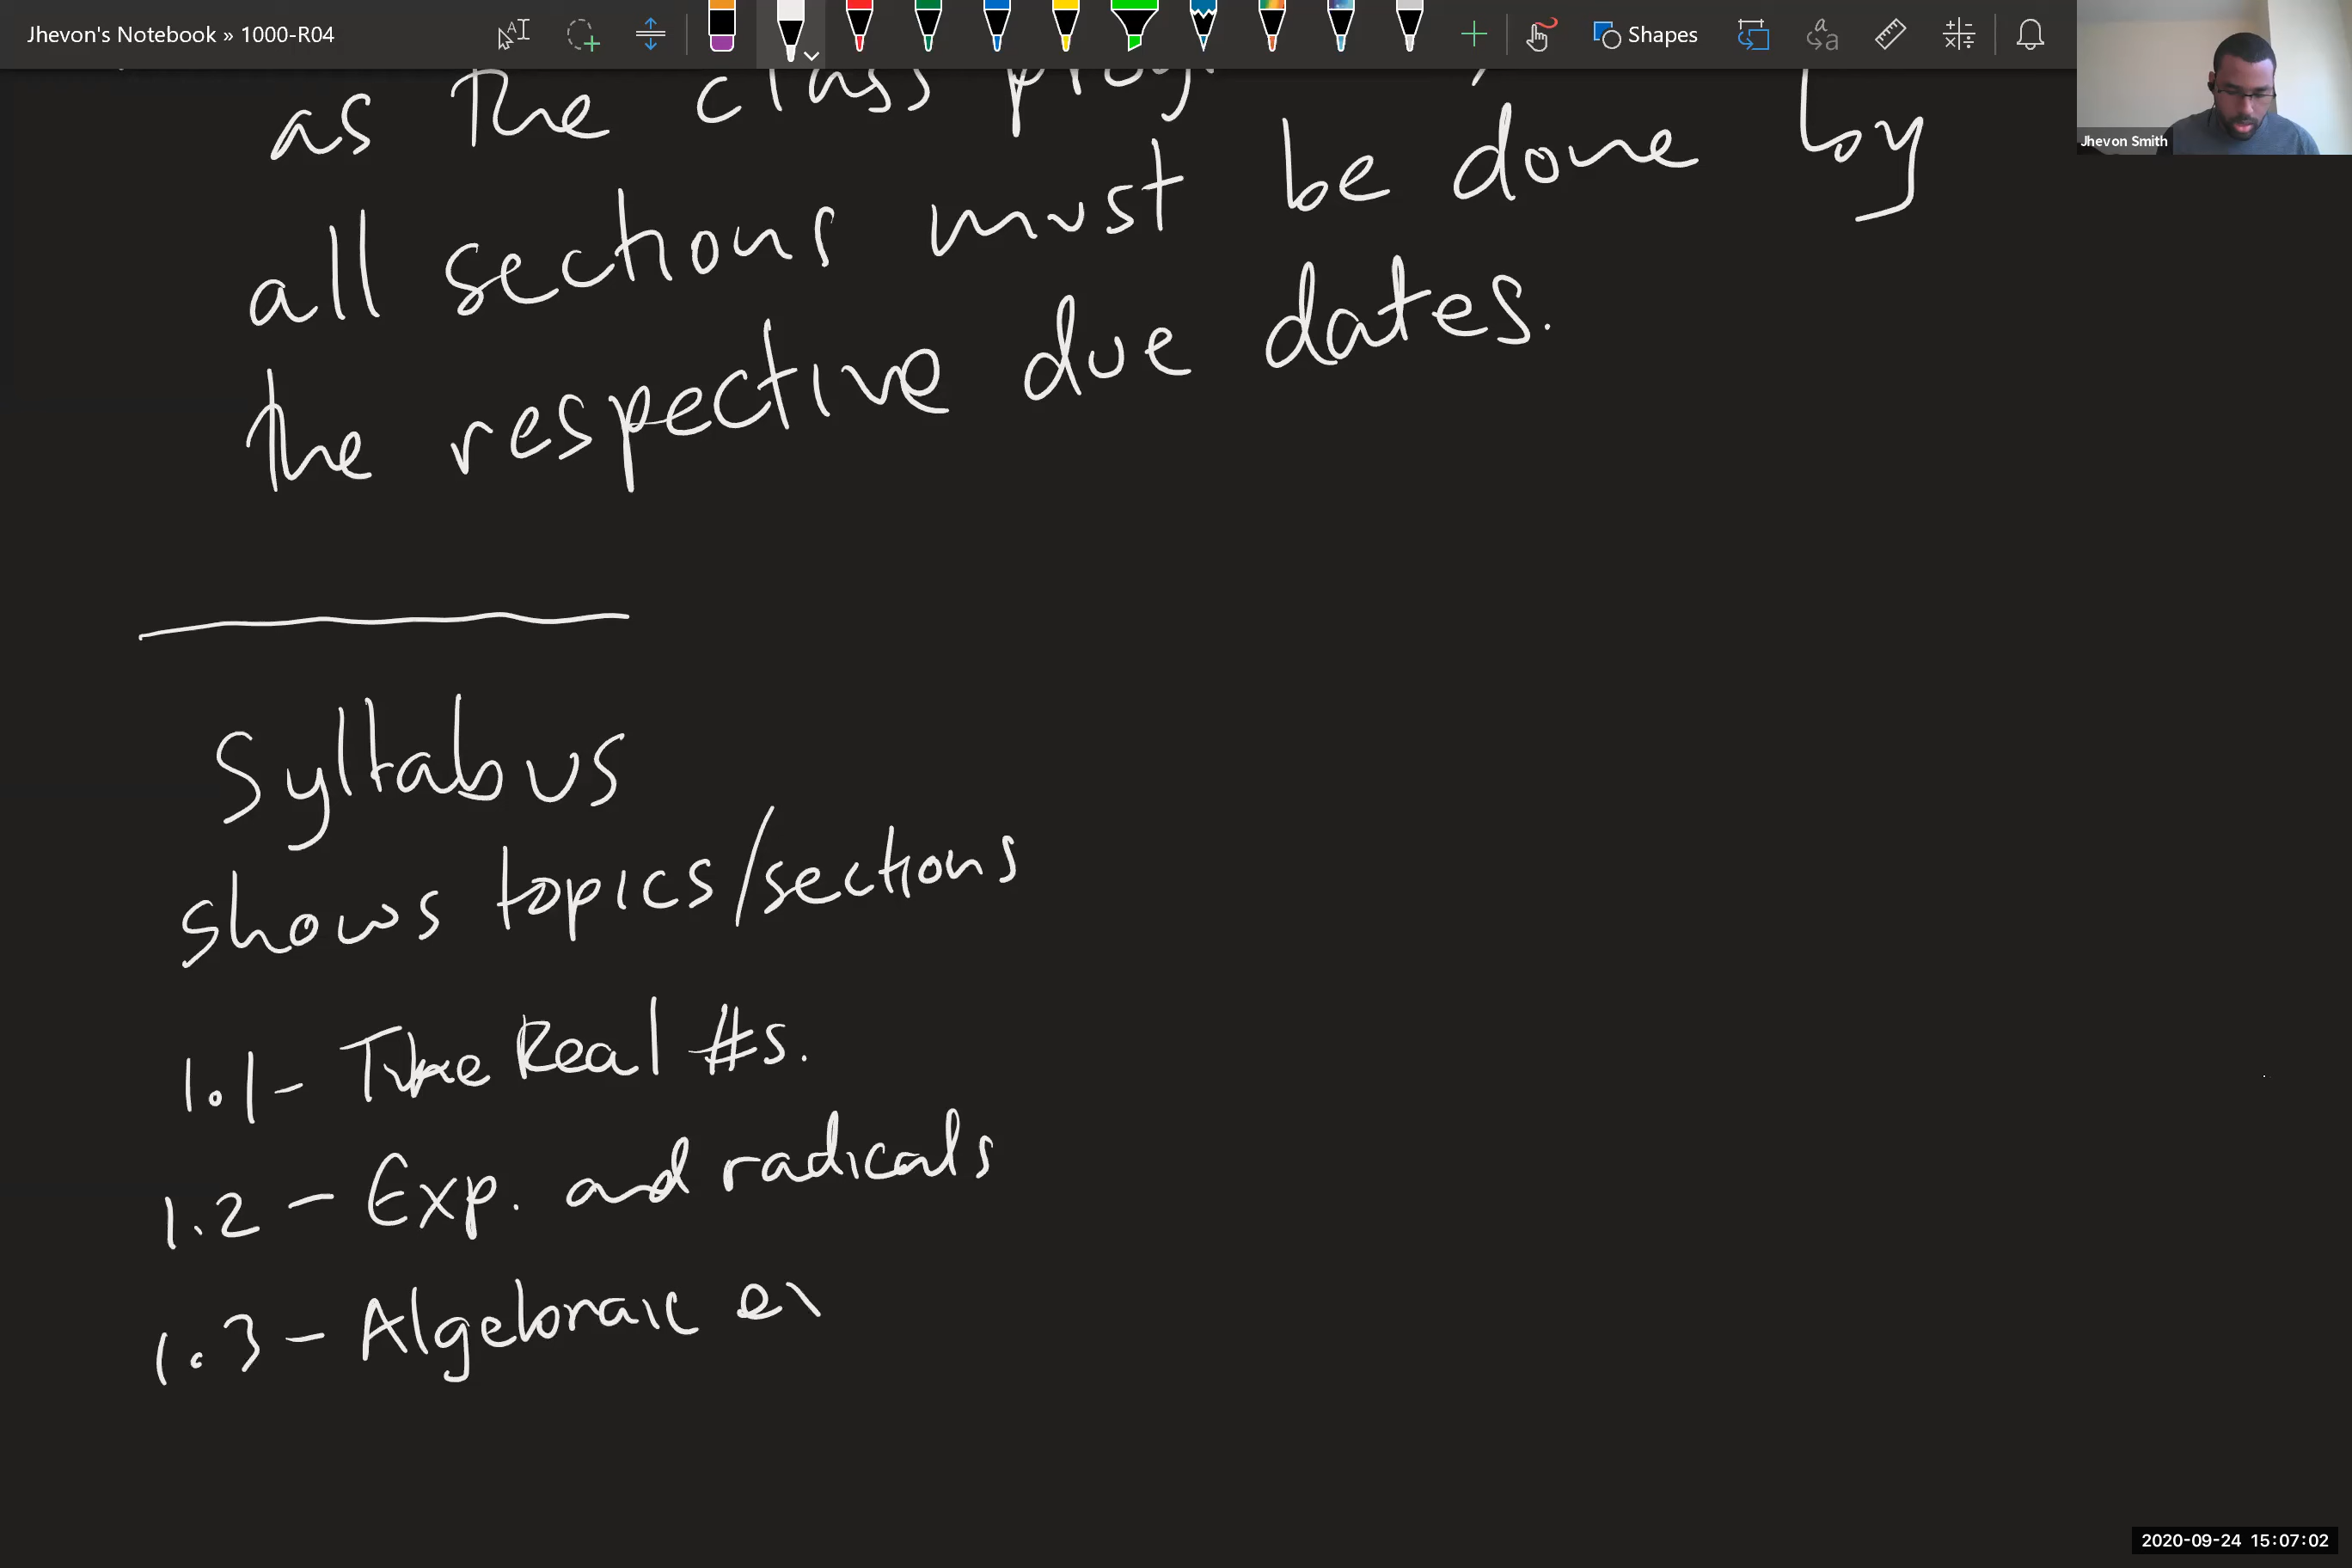 Jhevon's Notebook » 1000-R04
Shapes
Jhevon Smith
as the class
all sections must be done by
the respective due dates.
Syllabus
shows topics/sections
1.1- The Real #s.
1.2 - Exp. and radicals
1.3 - Algebraic ex
2020-09-24 15:07:02